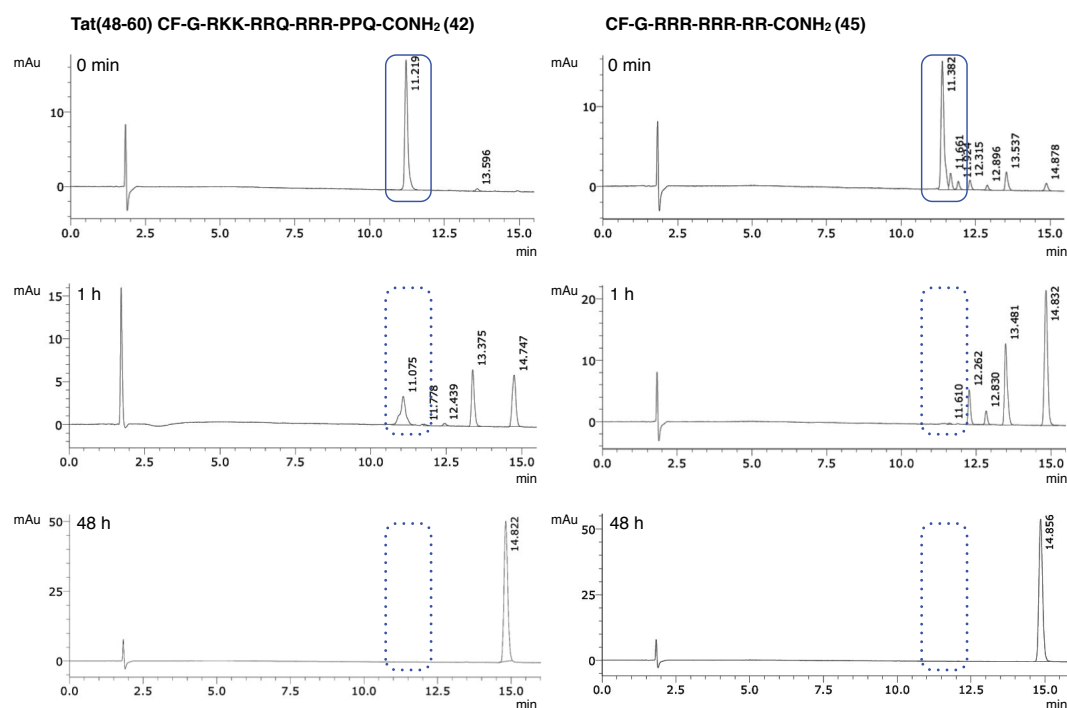 Tat(48-60) CF-G-RKK-RRQ-RRR-PPQ-CONH₂ (42)
CF-G-RRR-RRR-RR-CONH₂ (45)
mAu
0 min
11.219
13.596
10
0
0.0 2.5 5.0 7.5 10.0 12.5 15.0
min
mAu
0 min
11.382
11.661
12.315
12.896
13.537
14.878
10
0
0.0 2.5 5.0 7.5 10.0 12.5 15.0
min
mAu
1 h
11.075
11.778
12.439
13.375
14.747
15
10
5
0
0.0 2.5 5.0 7.5 10.0 12.5 15.0
min
mAu
1 h
11.610
12.262
12.830
13.481
14.832
20
10
0
0.0 2.5 5.0 7.5 10.0 12.5 15.0
min
mAu
48 h
14.822
50
25
0
0.0 2.5 5.0 7.5 10.0 12.5 15.0
min
mAu
48 h
14.856
50
25
0
0.0 2.5 5.0 7.5 10.0 12.5 15.0
min